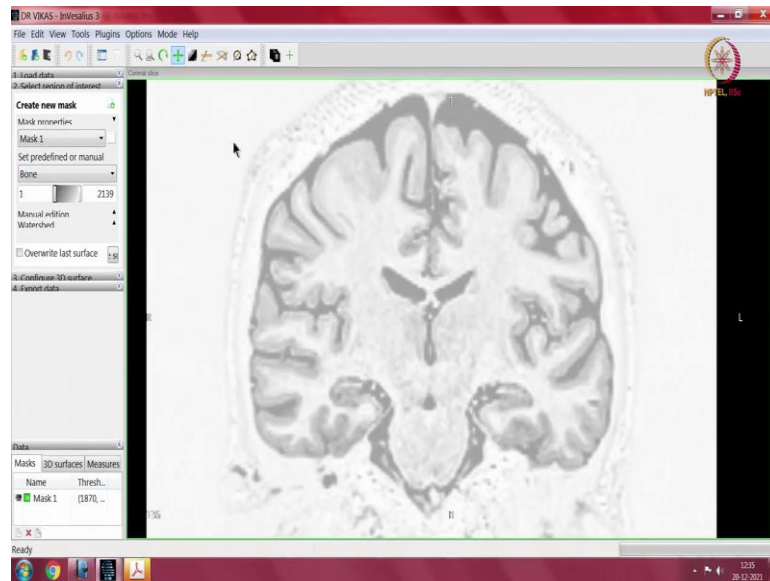 DR VIKAS - InVesalius 3
File Edit View Tools Plugins Options Mode Help
1. Load data
2. Select region of interest
Create new mask
Mask properties
Mask 1
Set predefined or manual
Bone
1 2139
Manual edition
Watershed
Overwrite last surface
3. Configure 3D surface
4. Export data
Data
Masks 3D surfaces Measures
Name Thresh..
Mask 1 (1870, ...
Ready
Coronal slice
T
R
L
NPTEL, IISc
12:35
20-12-2021